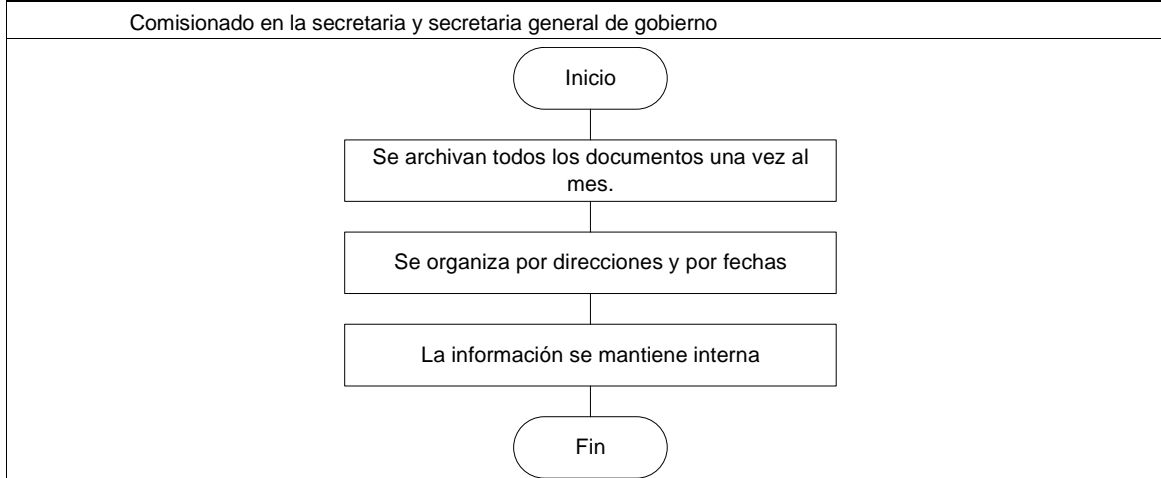 Comisionado en la secretaria y secretaria general de gobierno
Inicio
Se archivan todos los documentos una vez al
mes.
Se organiza por direcciones y por fechas
La información se mantiene interna
Fin